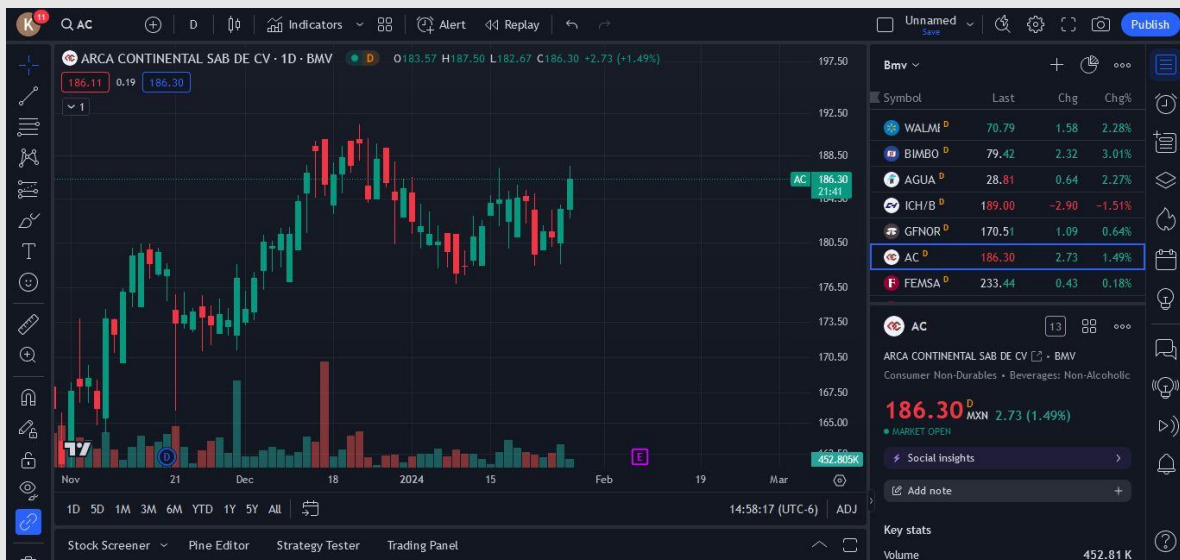 K 11 AC D Indicators Alert Replay Unnamed Publish
Save
ARCA CONTINENTAL SAB DE CV · 1D · BMV D O183.57 H187.50 L182.67 C186.30 +2.73 (+1.49%)
186.11 0.19 186.30
1
197.50
192.50
188.50
AC 186.30
21:41
180.50
176.50
173.50
170.50
167.50
165.00
452.805K
D
E
Nov 21 Dec 18 2024 15 Feb 19 Mar
1D 5D 1M 3M 6M YTD 1Y 5Y All 14:58:17 (UTC-6) ADJ
Stock Screener Pine Editor Strategy Tester Trading Panel
Bmv
Symbol Last Chg Chg%
WALME D 70.79 1.58 2.28%
BIMBO D 79.42 2.32 3.01%
AGUA D 28.81 0.64 2.27%
ICH/B D 189.00 −2.90 −1.51%
GFNOR D 170.51 1.09 0.64%
AC D 186.30 2.73 1.49%
FEMSA D 233.44 0.43 0.18%
AC 13
ARCA CONTINENTAL SAB DE CV · BMV
Consumer Non-Durables • Beverages: Non-Alcoholic
186.30 D MXN 2.73 (1.49%)
MARKET OPEN
Social insights
Add note
Key stats
Volume 452.81K